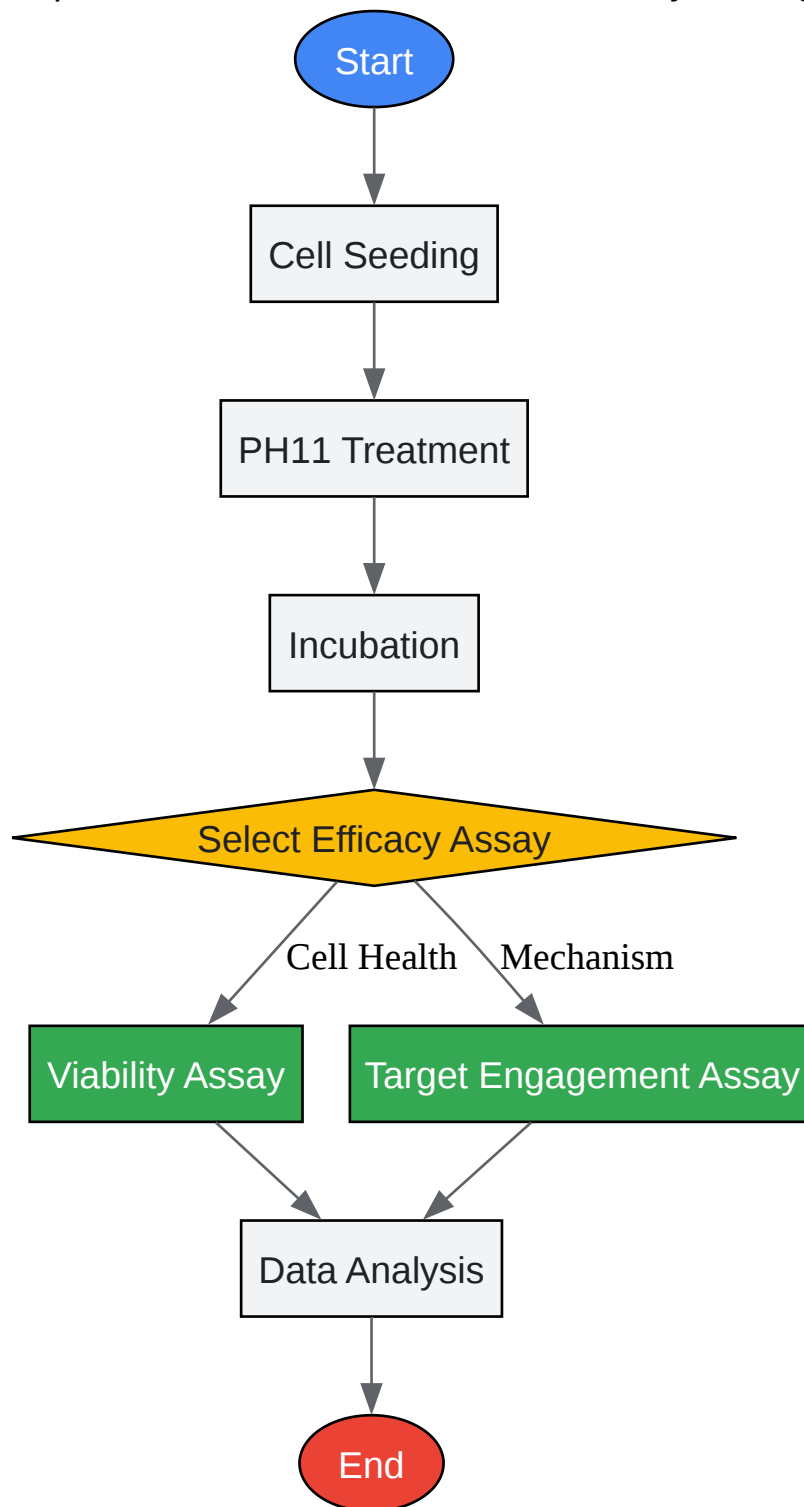 Start
Cell Seeding
PH11 Treatment
Incubation
Select Efficacy Assay
Cell Health
Mechanism
Viability Assay
Target Engagement Assay
Data Analysis
End